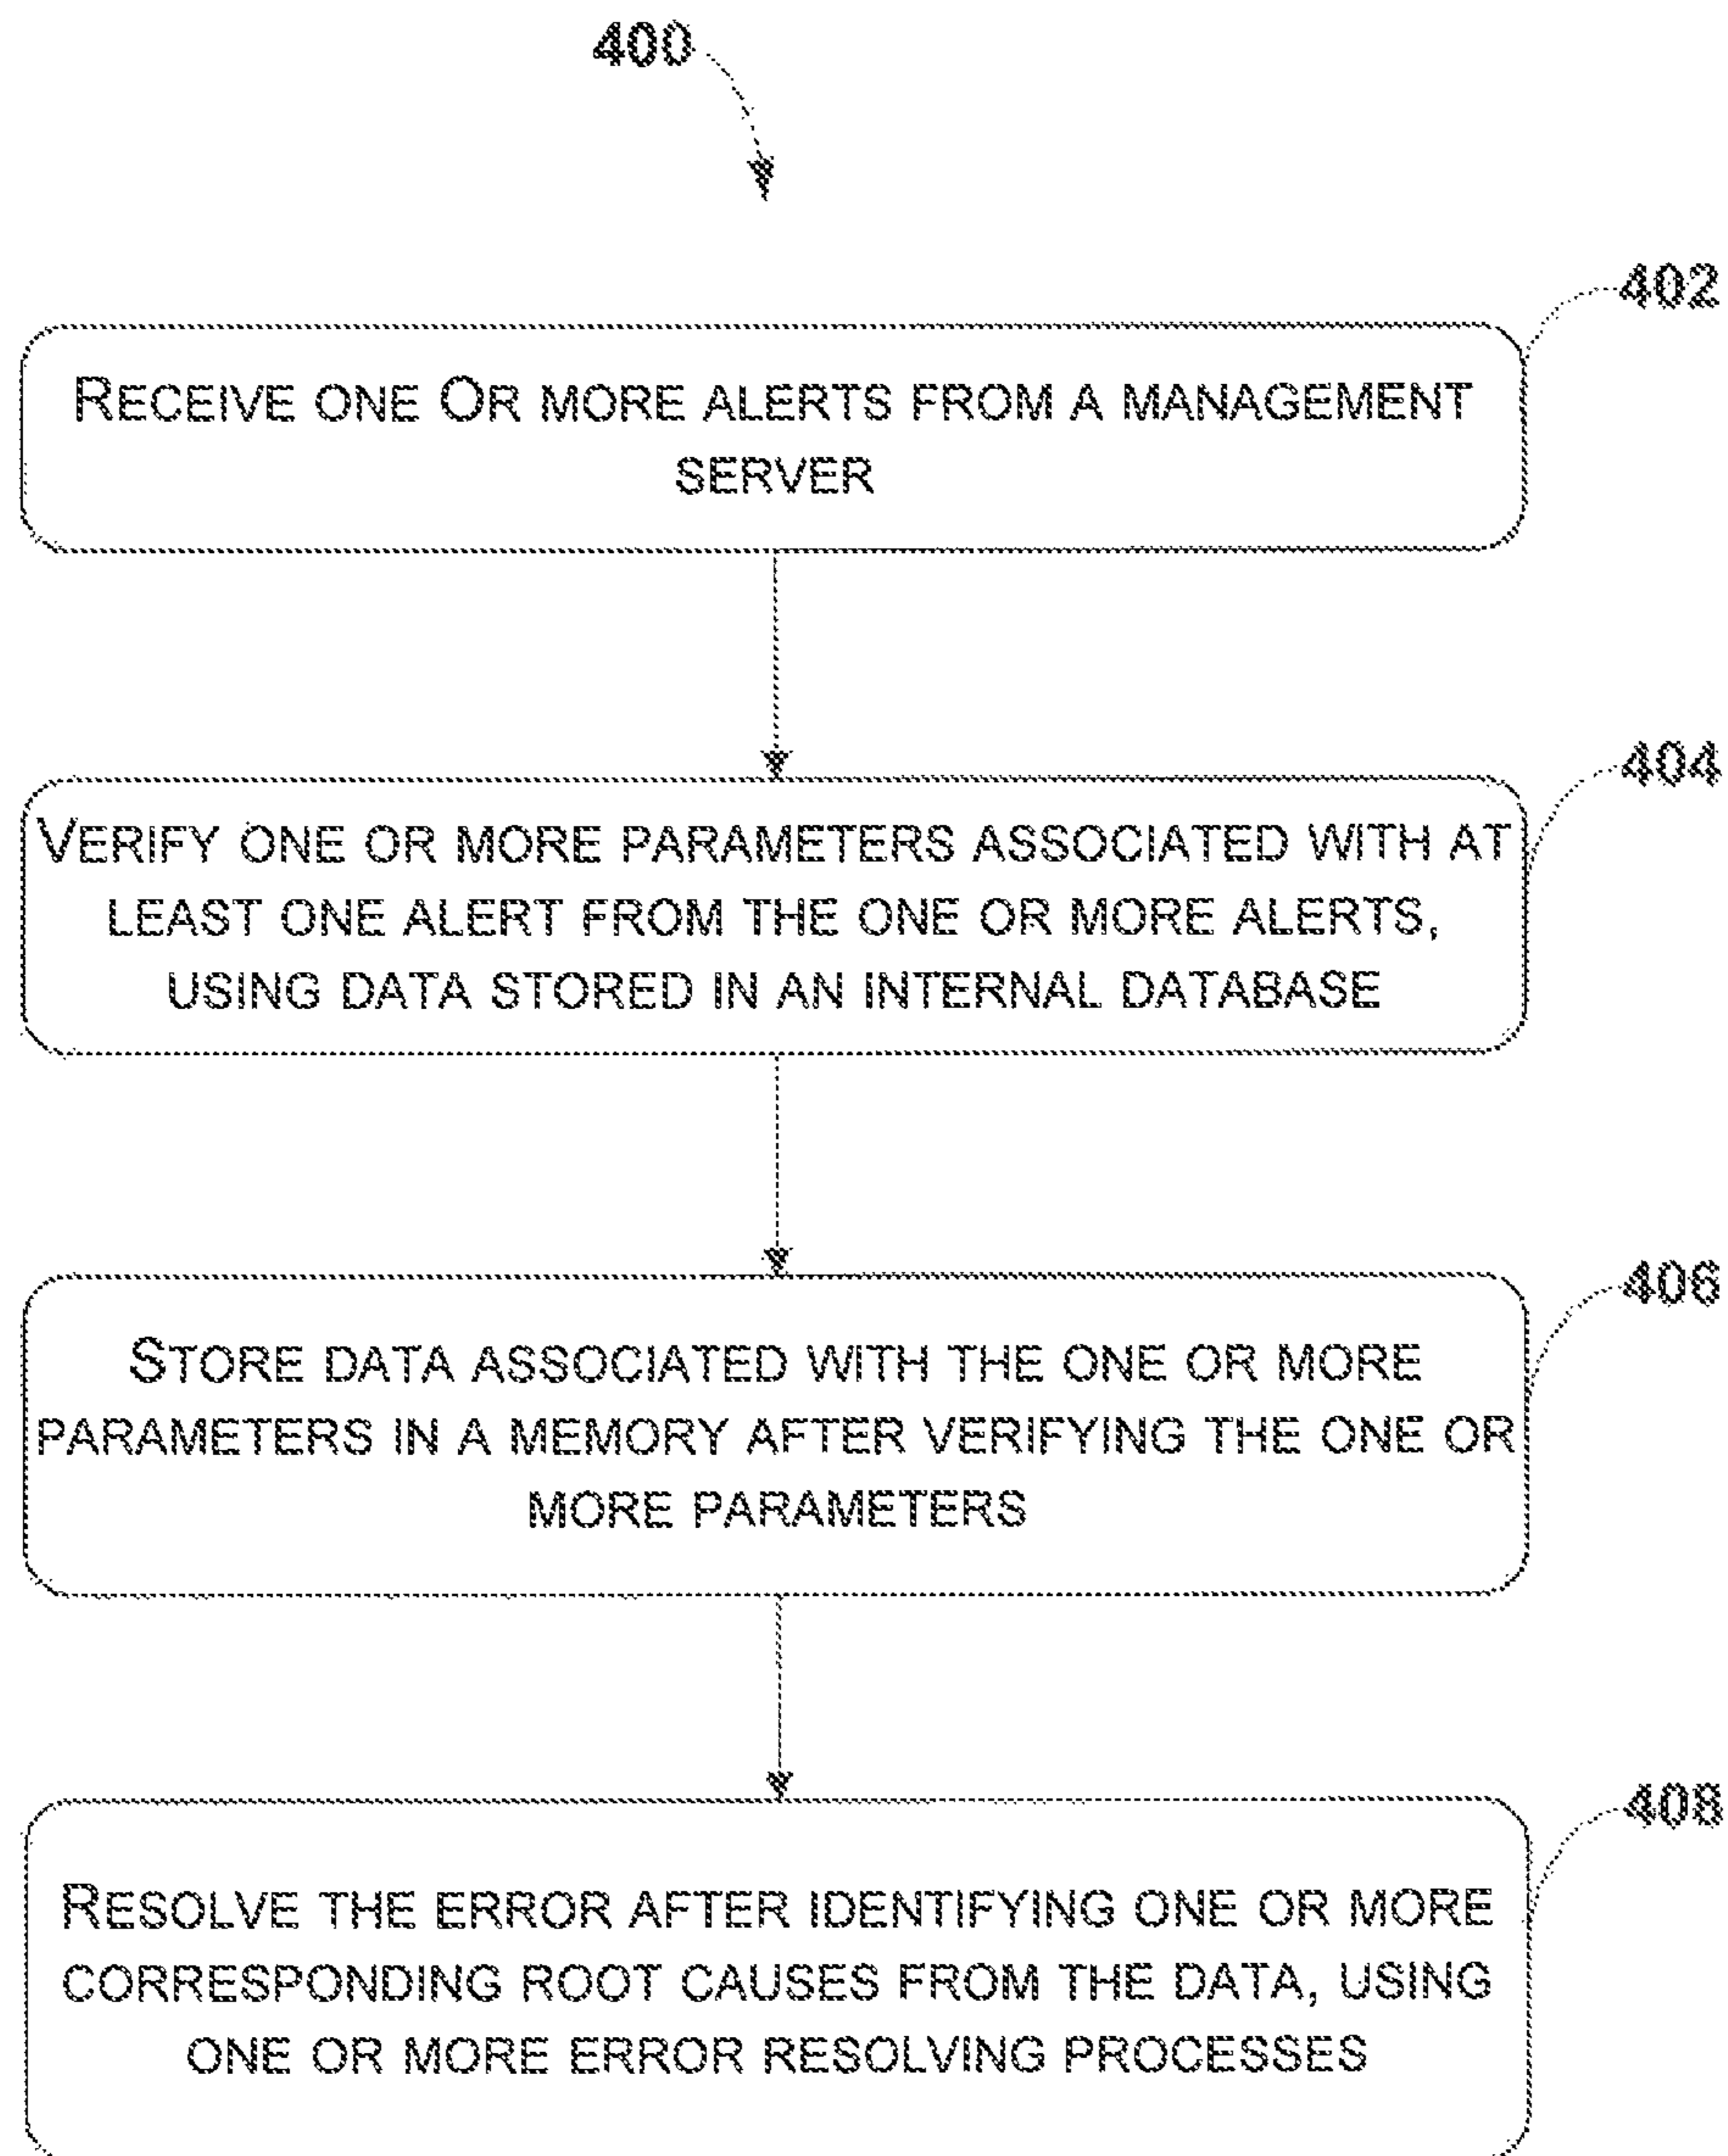 400
402
RECEIVE ONE OR MORE ALERTS FROM A MANAGEMENT
SERVER
404
VERIFY ONE OR MORE PARAMETERS ASSOCIATED WITH AT
LEAST ONE ALERT FROM THE ONE OR MORE ALERTS,
USING DATA STORED IN AN INTERNAL DATABASE
406
STORE DATA ASSOCIATED WITH THE ONE OR MORE
PARAMETERS IN A MEMORY AFTER VERIFYING THE ONE OR
MORE PARAMETERS
408
RESOLVE THE ERROR AFTER IDENTIFYING ONE OR MORE
CORRESPONDING ROOT CAUSES FROM THE DATA, USING
ONE OR MORE ERROR RESOLVING PROCESSES